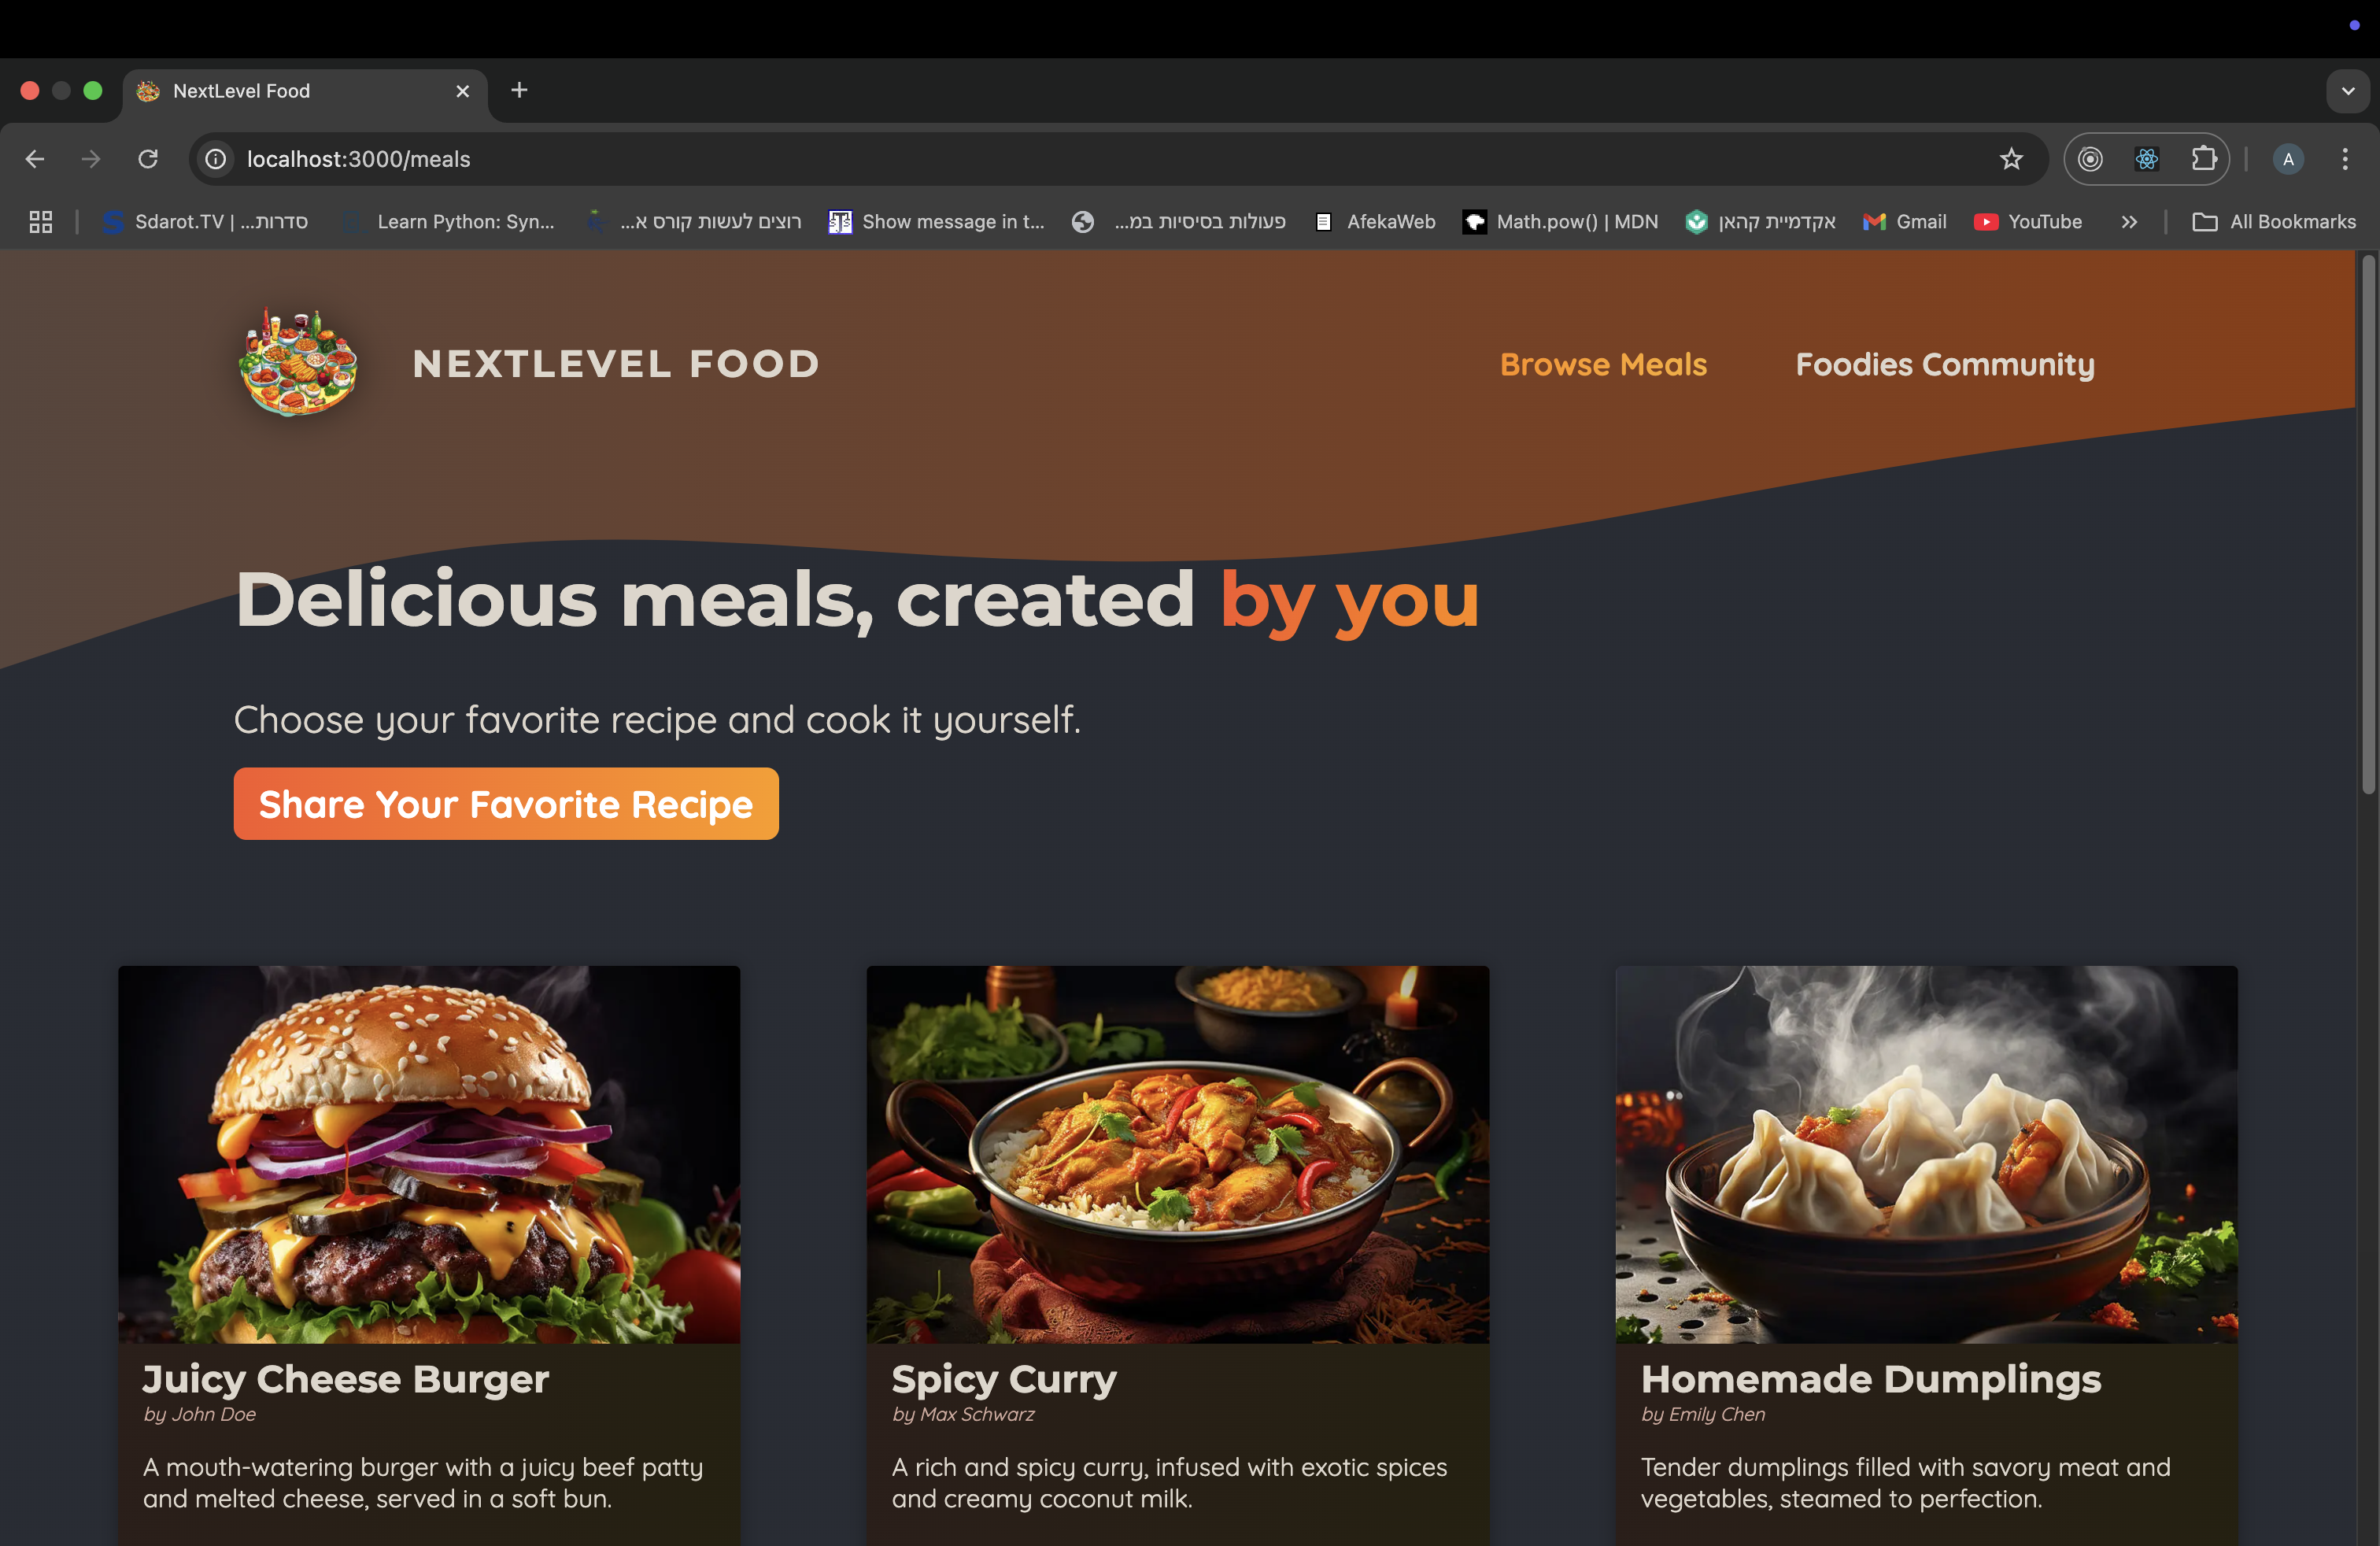 NextLevel Food
localhost:3000/meals
Sdarot.TV | ...סדרות
Learn Python: Syn...
רוצים לעשות קורס א...
Show message in t...
פעולות בסיסיות במ...
AfekaWeb
Math.pow() | MDN
אקדמיית קהאן
Gmail
YouTube
All Bookmarks
A
NEXTLEVEL FOOD
Browse Meals
Foodies Community
Delicious meals, created by you
Choose your favorite recipe and cook it yourself.
Share Your Favorite Recipe
Juicy Cheese Burger
by John Doe
A mouth-watering burger with a juicy beef patty
and melted cheese, served in a soft bun.
Spicy Curry
by Max Schwarz
A rich and spicy curry, infused with exotic spices
and creamy coconut milk.
Homemade Dumplings
by Emily Chen
Tender dumplings filled with savory meat and
vegetables, steamed to perfection.